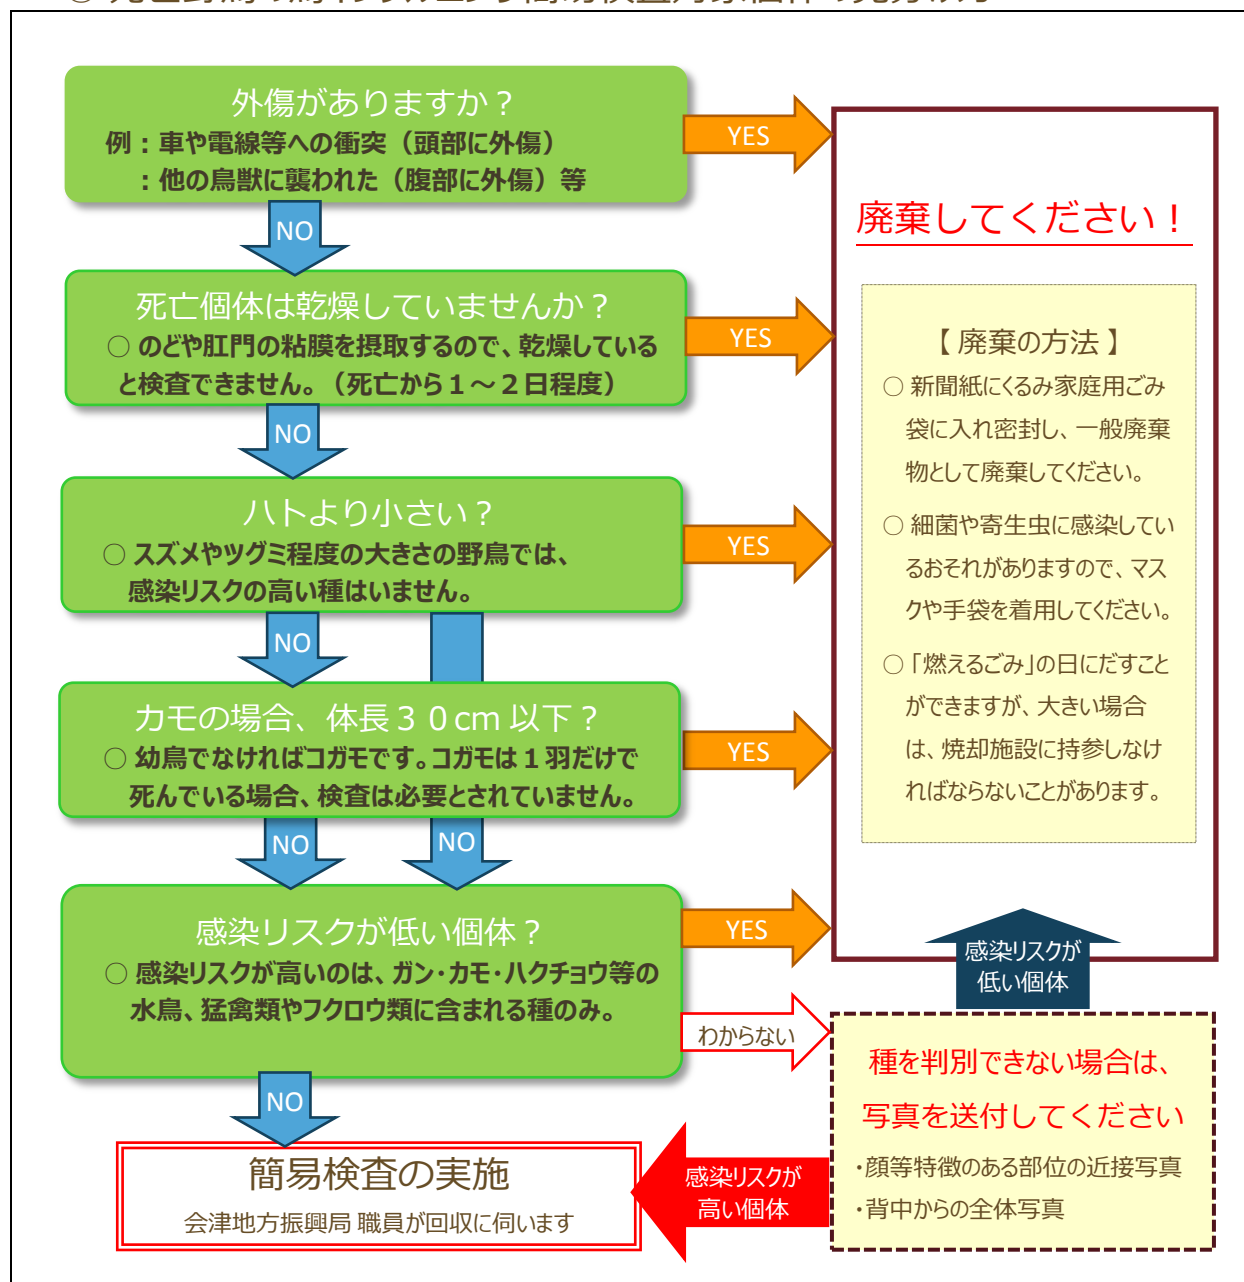 外傷がありますか？
例：車や電線等への衝突（頭部に外傷）
：他の鳥獣に襲われた（腹部に外傷）等
YES
NO
死亡個体は乾燥していませんか？
○ のどや肛門の粘膜を摂取するので、乾燥している
と検査できません。（死亡から１～２日程度）
YES
NO
ハトより小さい？
○ スズメやツグミ程度の大きさの野鳥では、
感染リスクの高い種はいません。
YES
NO
カモの場合、体長３０cm 以下？
○ 幼鳥でなければコガモです。コガモは１羽だけで
死んでいる場合、検査は必要とされていません。
YES
NO
NO
感染リスクが低い個体？
○ 感染リスクが高いのは、ガン・カモ・ハクチョウ等の
水鳥、猛禽類やフクロウ類に含まれる種のみ。
YES
わからない
NO
簡易検査の実施
会津地方振興局 職員が回収に伺います
廃棄してください！
【 廃棄の方法 】
○ 新聞紙にくるみ家庭用ごみ
袋に入れ密封し、一般廃棄
物として廃棄してください。
○ 細菌や寄生虫に感染してい
るおそれがありますので、マス
クや手袋を着用してください。
○ 「燃えるごみ」の日にだすこと
ができますが、大きい場合
は、焼却施設に持参しなけ
ればならないことがあります。
感染リスクが
低い個体
種を判別できない場合は、
写真を送付してください
・顔等特徴のある部位の近接写真
・背中からの全体写真
感染リスクが
高い個体